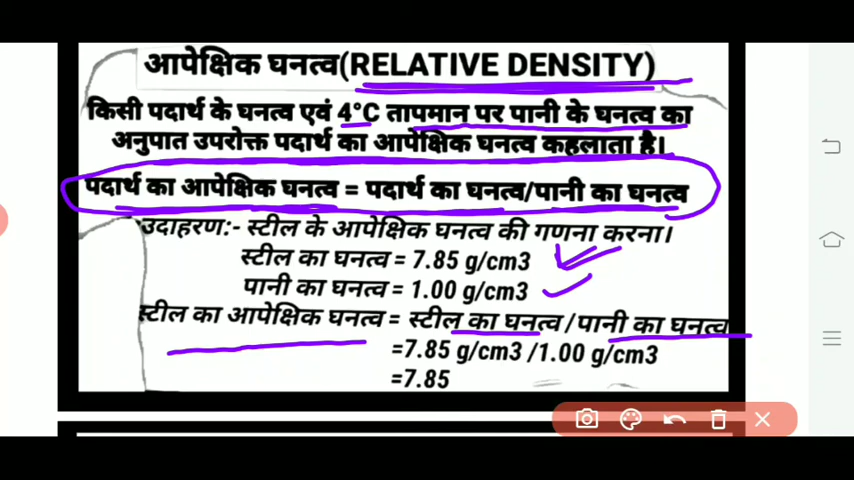 आपेक्षिक घनत्व(RELATIVE DENSITY)
किसी पदार्थ के घनत्व एवं 4°C तापमान पर पानी के घनत्व का
अनुपात उपरोक्त पदार्थ का आपेक्षिक घनत्व कहलाता है।
पदार्थ का आपेक्षिक घनत्व = पदार्थ का घनत्व/पानी का घनत्व
उदाहरण:- स्टील के आपेक्षिक घनत्व की गणना करना।
स्टील का घनत्व = 7.85 g/cm3
पानी का घनत्व = 1.00 g/cm3
स्टील का आपेक्षिक घनत्व = स्टील का घनत्व/पानी का घनत्व
=7.85 g/cm3 /1.00 g/cm3
=7.85